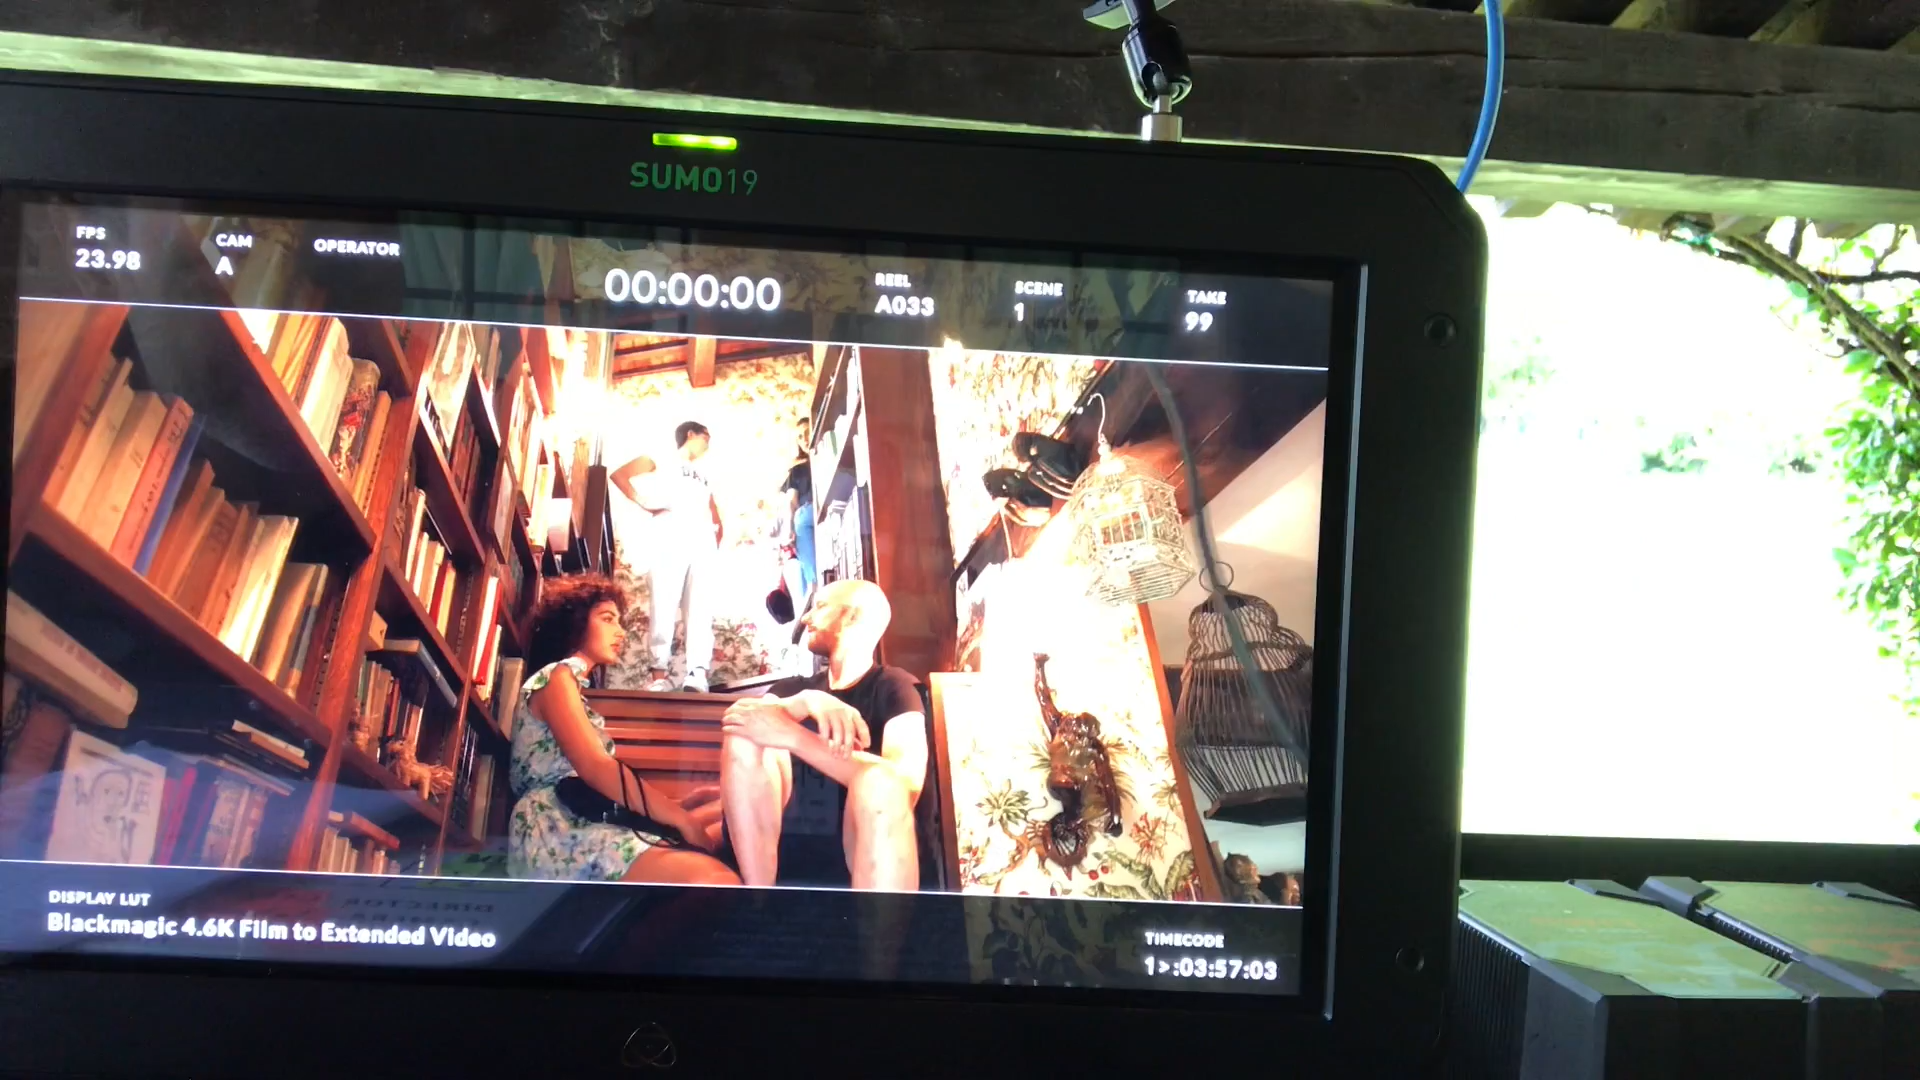 SUMO19
FPS
23.98
CAM
A
OPERATOR
00:00:00
REEL
A033
SCENE
1
TAKE
99
DISPLAY LUT
Blackmagic 4.6K Film to Extended Video
TIMECODE
:03:57:03